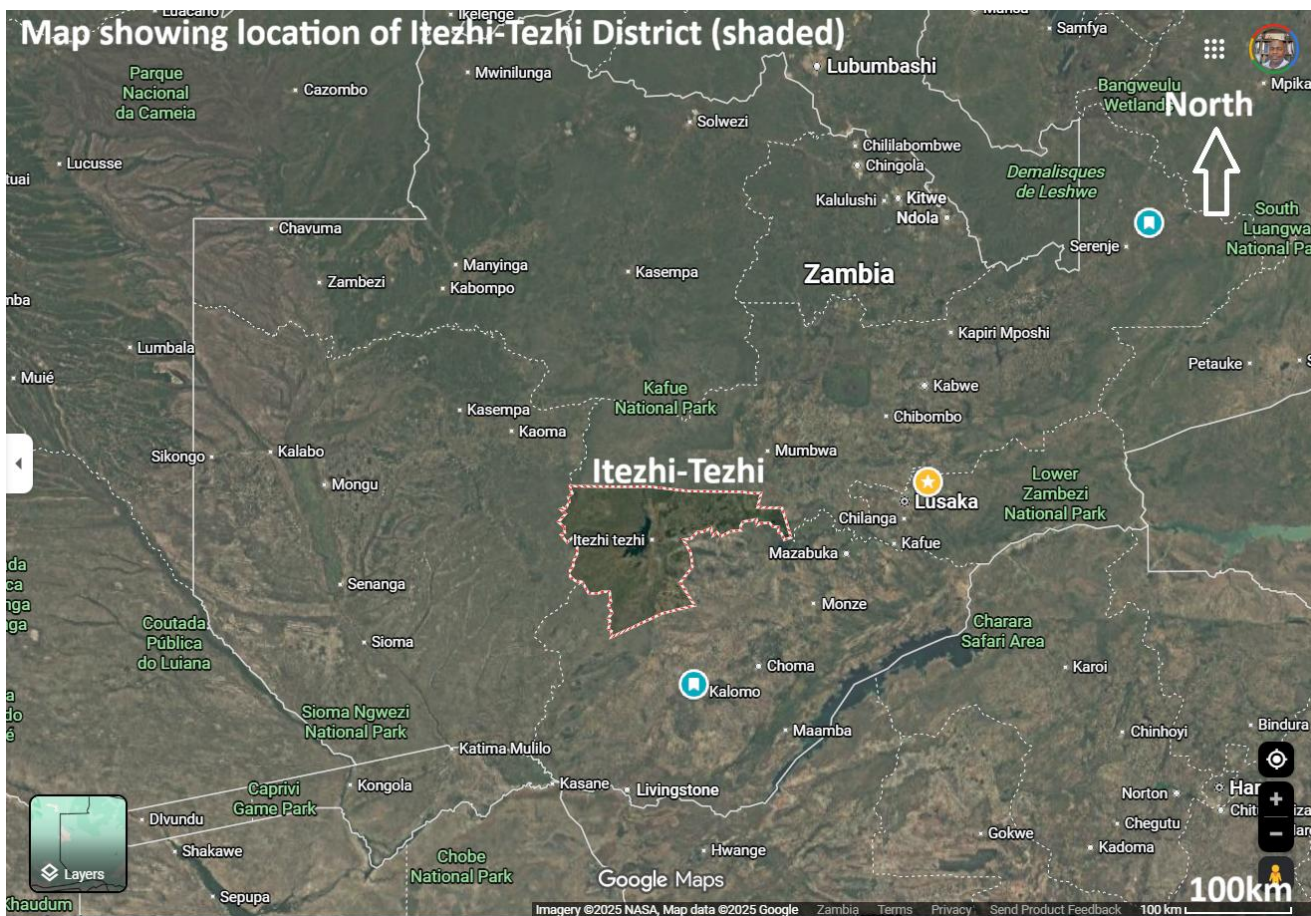 Map showing location of Itezhi-Tezhi District (shaded)
Ikelenge
Samfya
Parque
Nacional
da Cameia
Mwinilunga
Lubumbashi
Cazombo
Bangweulu
Wetlands
Mpika
North
Solwezi
Lucusse
Chililabombwe
Chingola
Demalisques
de Leshwe
Kalulushi
Kitwe
Ndola
South
Luangwa
Chavuma
Serenje
Manyinga
Kasempa
Zambia
Zambezi
Kabompo
Lumbala
Kapiri Mposhi
Muié
Petauke
Kafue
National Park
Kabwe
Kasempa
Chibombo
Kaoma
Sikongo
Kalabo
Mumbwa
Itezhi-Tezhi
Mongu
Lower
Zambezi
National Park
Lusaka
Chilanga
Itezhi tezhi
Kafue
Mazabuka
Senanga
Monze
Coutada
Pública
do Luiana
Charara
Safari Area
Sioma
Choma
Karoi
Kalomo
Sioma Ngwezi
National Park
Maamba
Chinhoyi
Bindura
Katima Mulilo
Kasane
Livingstone
Kongola
Caprivi
Game Park
Norton
Divundu
Chegutu
Gokwe
Kadoma
Shakawe
Hwange
Chobe
National Park
Layers
Google Maps
Sepupa
Khaudum
100km
Imagery ©2025 NASA, Map data ©2025 Google Zambia Terms Privacy Send Product Feedback 100 km